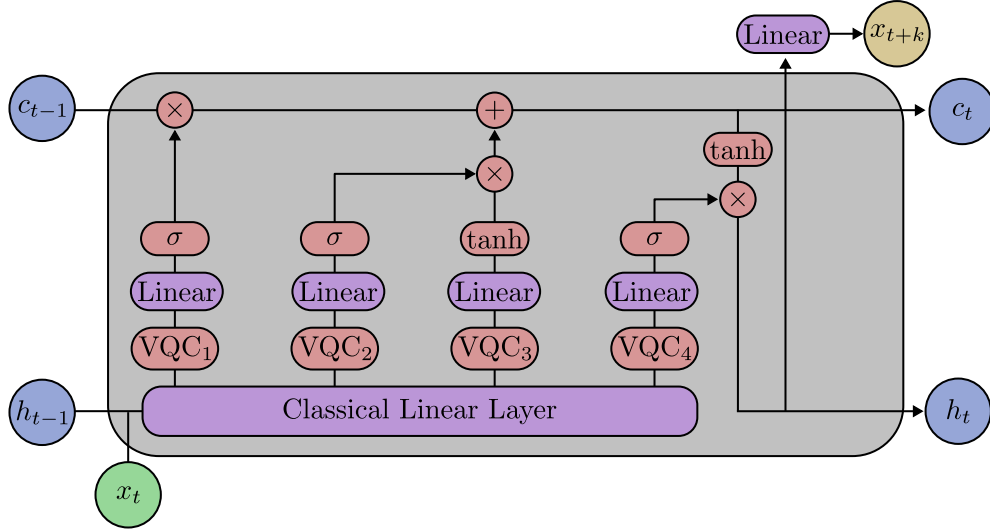 Linear
x_{t+k}
c_{t−1}
×
+
c_t
tanh
×
×
σ
σ
tanh
σ
Linear
Linear
Linear
Linear
VQC_1
VQC_2
VQC_3
VQC_4
h_{t−1}
Classical Linear Layer
h_t
x_t